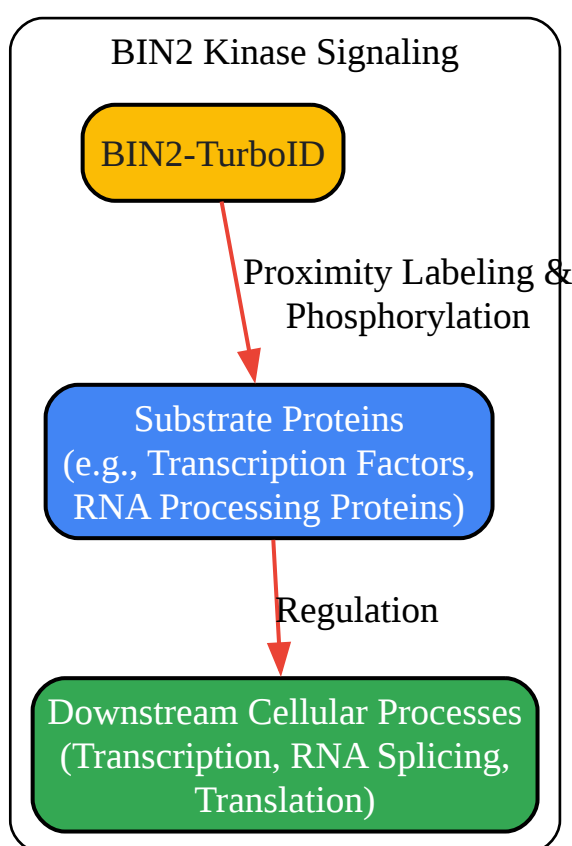 BIN2 Kinase Signaling
BIN2-TurboID
Proximity Labeling &
Phosphorylation
Substrate Proteins
(e.g., Transcription Factors,
RNA Processing Proteins)
Regulation
Downstream Cellular Processes
(Transcription, RNA Splicing,
Translation)